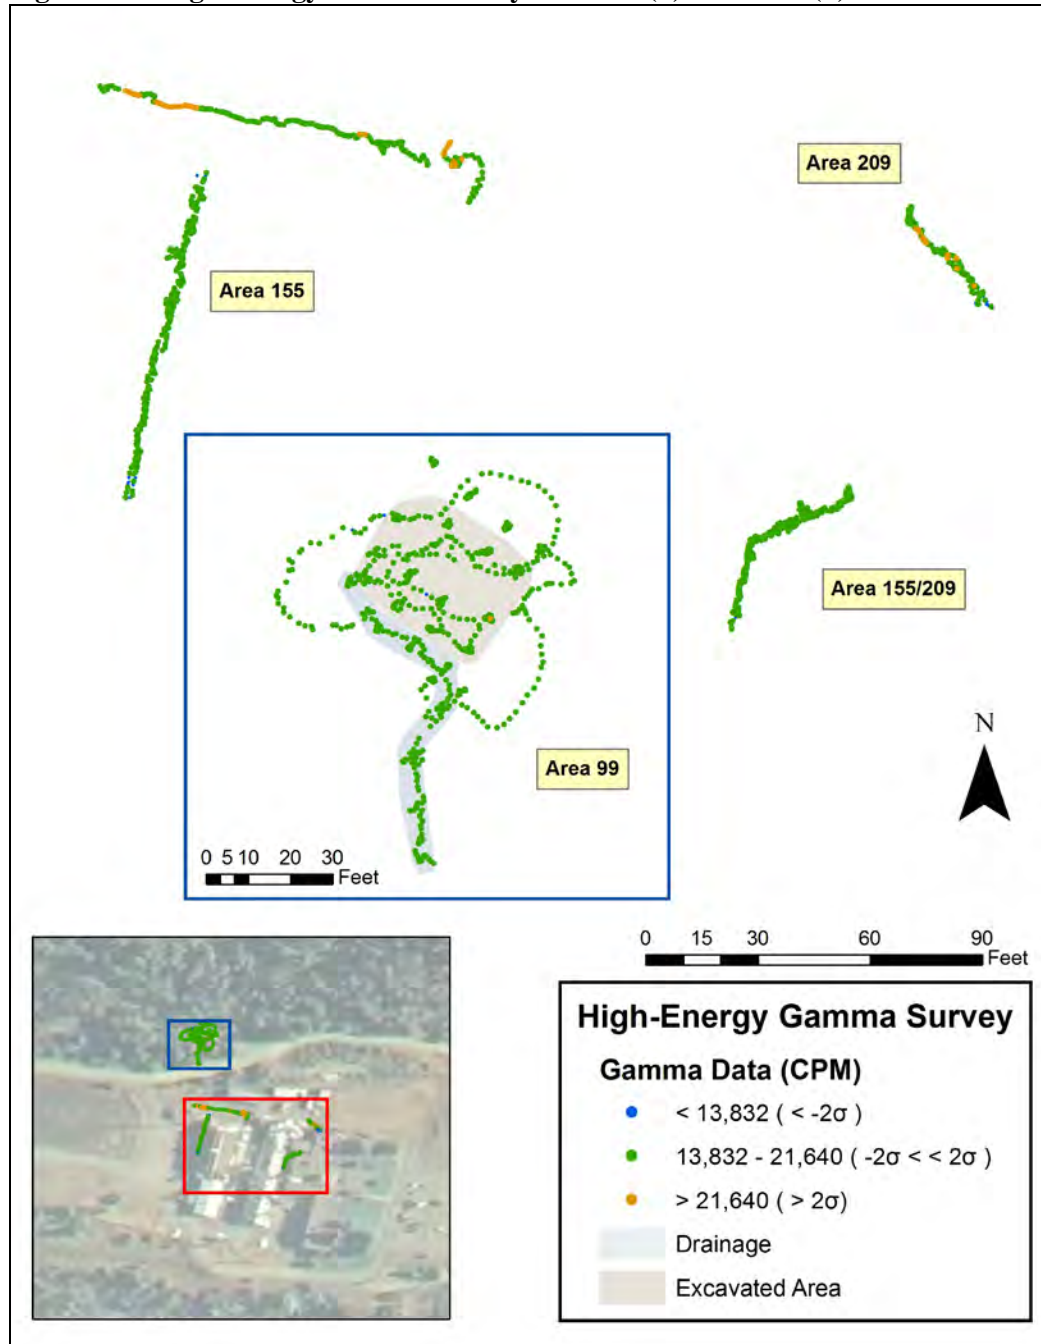 Area 209
Area 155
Area 155/209
N
Area 99
0 5 10 20 30
Feet
0 15 30 60 90
Feet
High-Energy Gamma Survey
Gamma Data (CPM)
< 13,832 ( < -2σ )
13,832 - 21,640 ( -2σ < < 2σ )
> 21,640 ( > 2σ)
Drainage
Excavated Area